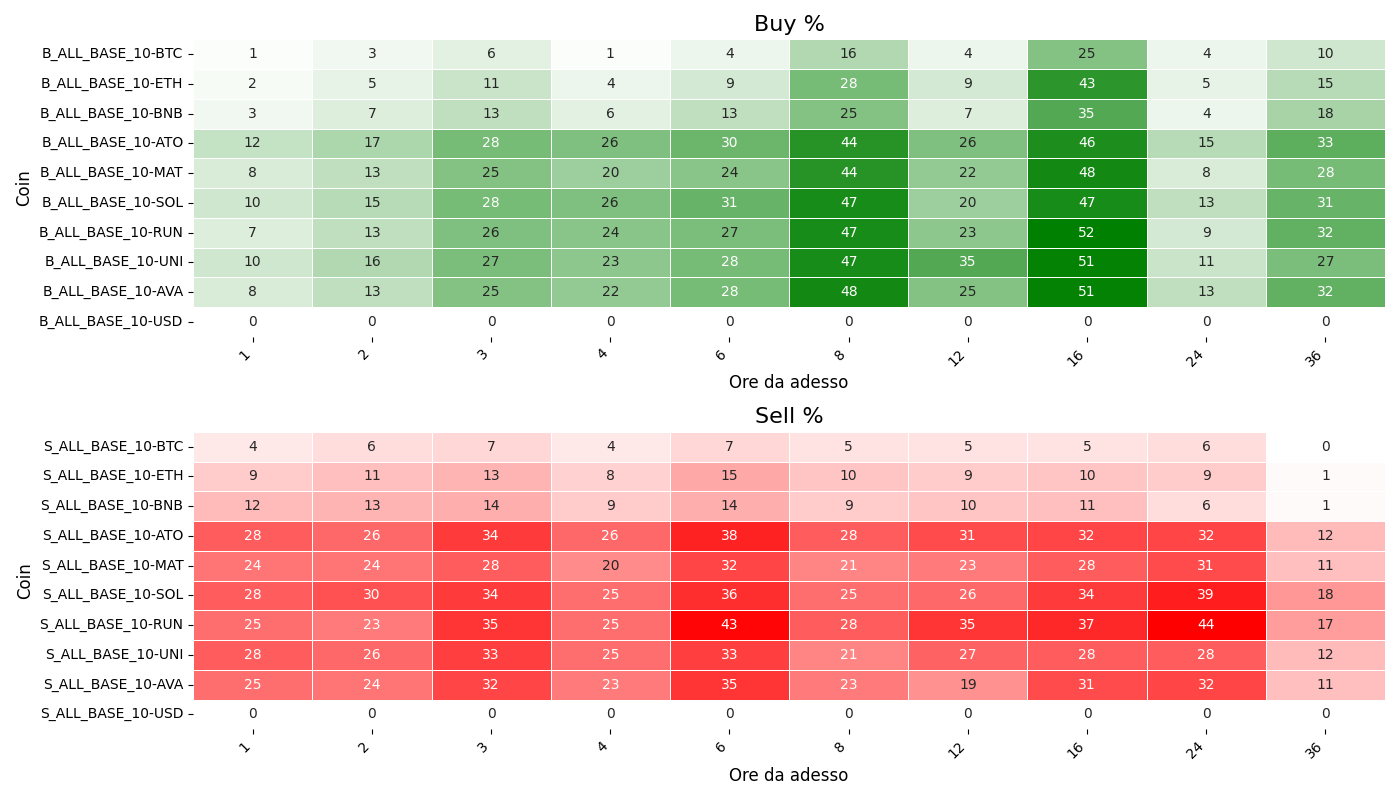 Buy %
Coin
B_ALL_BASE_10-BTC 1 3 6 1 4 16 4 25 4 10
B_ALL_BASE_10-ETH 2 5 11 4 9 28 9 43 5 15
B_ALL_BASE_10-BNB 3 7 13 6 13 25 7 35 4 18
B_ALL_BASE_10-ATO 12 17 28 26 30 44 26 46 15 33
B_ALL_BASE_10-MAT 8 13 25 20 24 44 22 48 8 28
B_ALL_BASE_10-SOL 10 15 28 26 31 47 20 47 13 31
B_ALL_BASE_10-RUN 7 13 26 24 27 47 23 52 9 32
B_ALL_BASE_10-UNI 10 16 27 23 28 47 35 51 11 27
B_ALL_BASE_10-AVA 8 13 25 22 28 48 25 51 13 32
B_ALL_BASE_10-USD 0 0 0 0 0 0 0 0 0 0
1 2 3 4 6 8 12 16 24 36
Ore da adesso
Sell %
Coin
S_ALL_BASE_10-BTC 4 6 7 4 7 5 5 5 6 0
S_ALL_BASE_10-ETH 9 11 13 8 15 10 9 10 9 1
S_ALL_BASE_10-BNB 12 13 14 9 14 9 10 11 6 1
S_ALL_BASE_10-ATO 28 26 34 26 38 28 31 32 32 12
S_ALL_BASE_10-MAT 24 24 28 20 32 21 23 28 31 11
S_ALL_BASE_10-SOL 28 30 34 25 36 25 26 34 39 18
S_ALL_BASE_10-RUN 25 23 35 25 43 28 35 37 44 17
S_ALL_BASE_10-UNI 28 26 33 25 33 21 27 28 28 12
S_ALL_BASE_10-AVA 25 24 32 23 35 23 19 31 32 11
S_ALL_BASE_10-USD 0 0 0 0 0 0 0 0 0 0
1 2 3 4 6 8 12 16 24 36
Ore da adesso